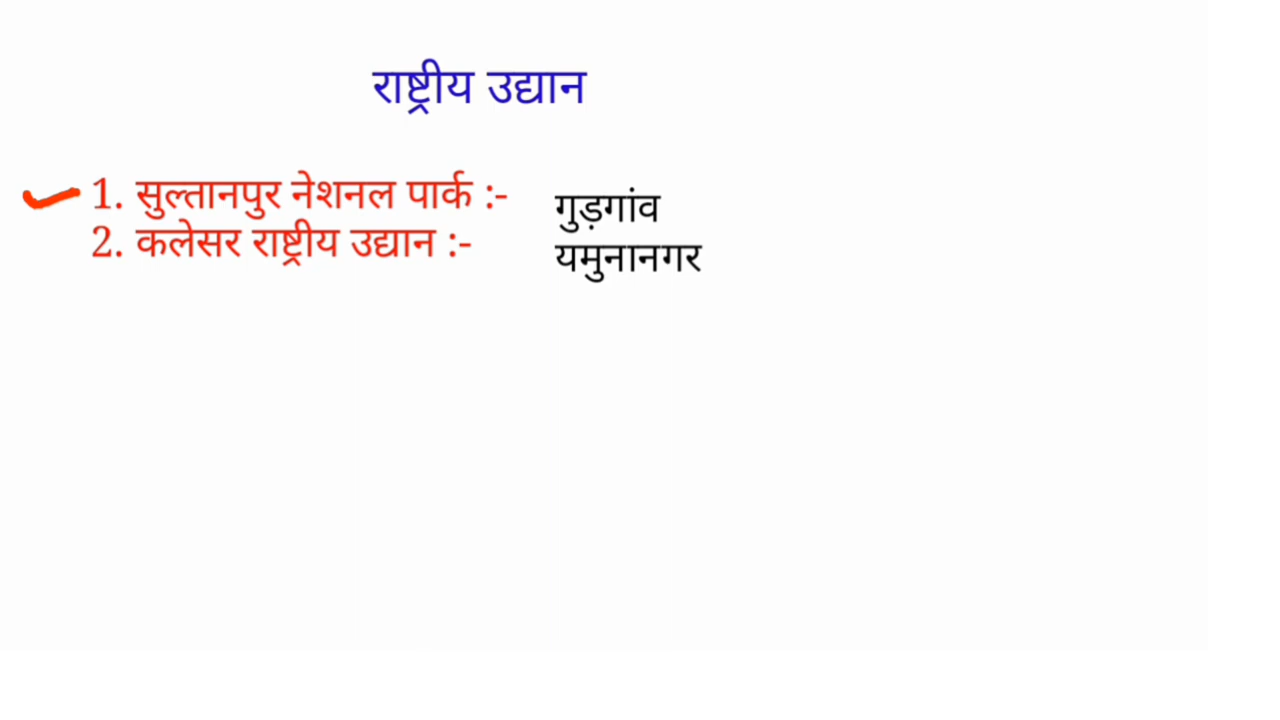 राष्ट्रीय उद्यान
1. सुल्तानपुर नेशनल पार्क :- गुड़गांव
2. कलेसर राष्ट्रीय उद्यान :- यमुनानगर